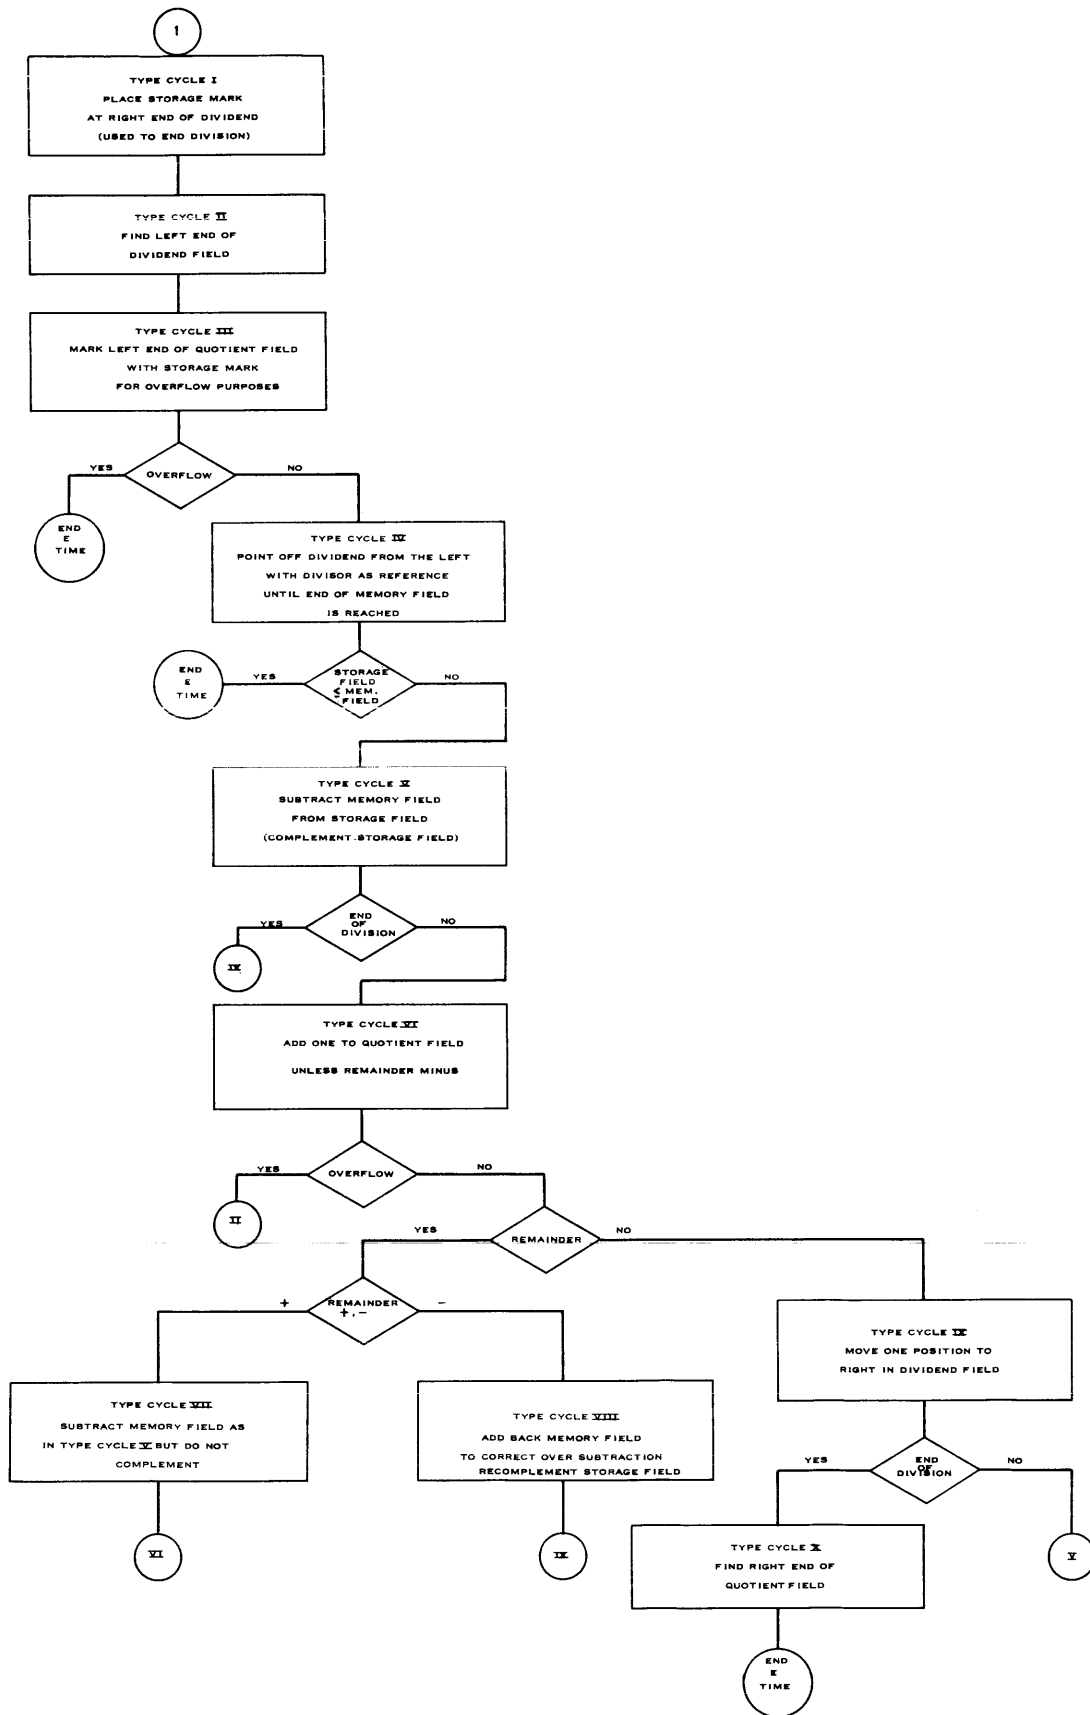 1
TYPE CYCLE I
PLACE STORAGE MARK
AT RIGHT END OF DIVIDEND
(USED TO END DIVISION)
TYPE CYCLE II
FIND LEFT END OF
DIVIDEND FIELD
TYPE CYCLE III
MARK LEFT END OF QUOTIENT FIELD
WITH STORAGE MARK
FOR OVERFLOW PURPOSES
YES
OVERFLOW
NO
END
E
TIME
TYPE CYCLE IV
POINT OFF DIVIDEND FROM THE LEFT
WITH DIVISOR AS REFERENCE
UNTIL END OF MEMORY FIELD
IS REACHED
END
E
TIME
YES
STORAGE
FIELD
≤ MEM.
FIELD
NO
TYPE CYCLE V
SUBTRACT MEMORY FIELD
FROM STORAGE FIELD
(COMPLEMENT.STORAGE FIELD)
YES
END
OF
DIVISION
NO
IX
TYPE CYCLE VI
ADD ONE TO QUOTIENT FIELD
UNLESS REMAINDER MINUS
YES
OVERFLOW
NO
II
YES
REMAINDER
NO
+
REMAINDER
+,-
-
TYPE CYCLE IX
MOVE ONE POSITION TO
RIGHT IN DIVIDEND FIELD
TYPE CYCLE VII
SUBTRACT MEMORY FIELD AS
IN TYPE CYCLE V BUT DO NOT
COMPLEMENT
TYPE CYCLE VIII
ADD BACK MEMORY FIELD
TO CORRECT OVER SUBTRACTION
RECOMPLEMENT STORAGE FIELD
YES
END
OF
DIVISION
NO
VI
IX
TYPE CYCLE X
FIND RIGHT END OF
QUOTIENT FIELD
V
END
E
TIME